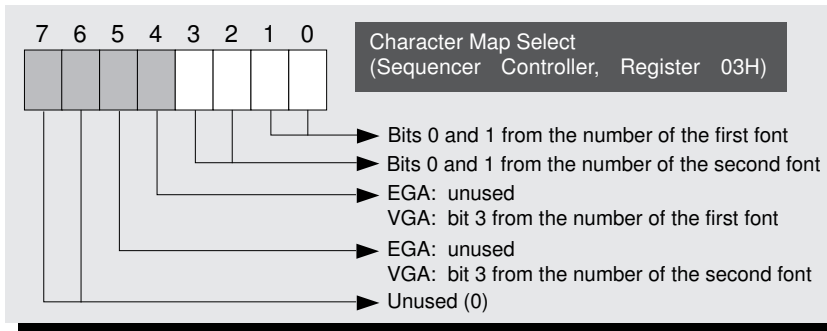 7 6 5 4 3 2 1 0
Character Map Select
(Sequencer Controller, Register 03H)
Bits 0 and 1 from the number of the first font
Bits 0 and 1 from the number of the second font
EGA: unused
VGA: bit 3 from the number of the first font
EGA: unused
VGA: bit 3 from the number of the second font
Unused (0)